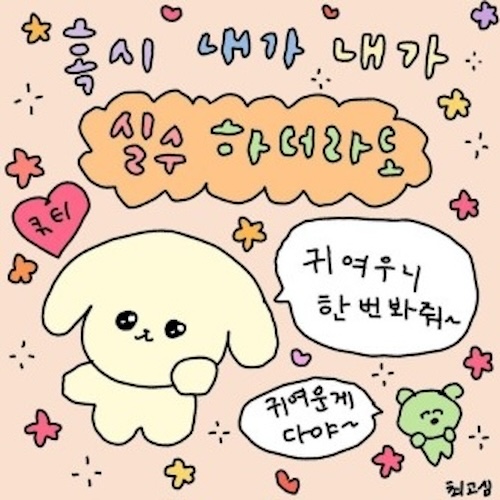 혹시 내가 내가
실수 하더라도
큐티
귀여우니
한번봐줘~
귀여운게
다야~
최고심